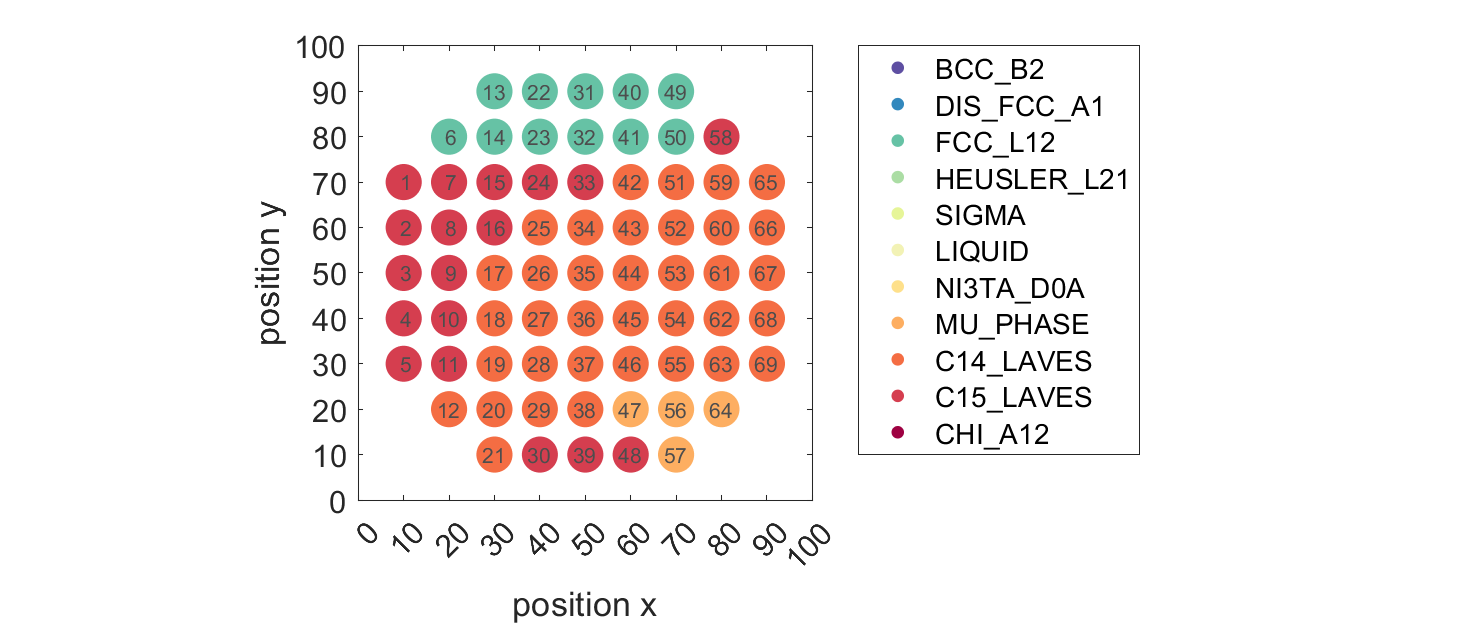 100
90
80
70
60
50
40
30
20
10
0
position y
13 22 31 40 49
6 14 23 32 41 50 58
1 7 15 24 33 42 51 59 65
2 8 16 25 34 43 52 60 66
3 9 17 26 35 44 53 61 67
4 10 18 27 36 45 54 62 68
5 11 19 28 37 46 55 63 69
12 20 29 38 47 56 64
21 30 39 48 57
0 10 20 30 40 50 60 70 80 90 100
position x
BCC_B2
DIS_FCC_A1
FCC_L12
HEUSLER_L21
SIGMA
LIQUID
NI3TA_D0A
MU_PHASE
C14_LAVES
C15_LAVES
CHI_A12